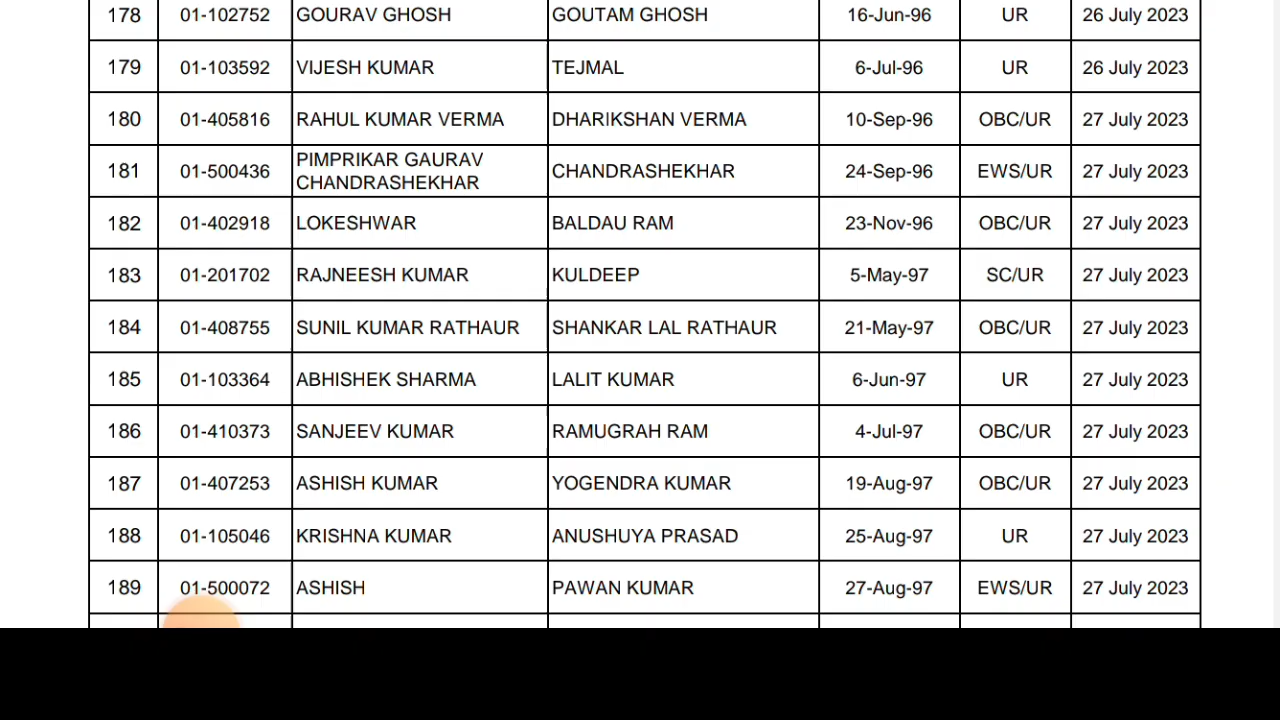 178 01-102752 GOURAV GHOSH GOUTAM GHOSH 16-Jun-96 UR 26 July 2023
179 01-103592 VIJESH KUMAR TEJMAL 6-Jul-96 UR 26 July 2023
180 01-405816 RAHUL KUMAR VERMA DHARIKSHAN VERMA 10-Sep-96 OBC/UR 27 July 2023
181 01-500436 PIMPRIKAR GAURAV CHANDRASHEKHAR CHANDRASHEKHAR 24-Sep-96 EWS/UR 27 July 2023
182 01-402918 LOKESHWAR BALDAU RAM 23-Nov-96 OBC/UR 27 July 2023
183 01-201702 RAJNEESH KUMAR KULDEEP 5-May-97 SC/UR 27 July 2023
184 01-408755 SUNIL KUMAR RATHAUR SHANKAR LAL RATHAUR 21-May-97 OBC/UR 27 July 2023
185 01-103364 ABHISHEK SHARMA LALIT KUMAR 6-Jun-97 UR 27 July 2023
186 01-410373 SANJEEV KUMAR RAMUGRAH RAM 4-Jul-97 OBC/UR 27 July 2023
187 01-407253 ASHISH KUMAR YOGENDRA KUMAR 19-Aug-97 OBC/UR 27 July 2023
188 01-105046 KRISHNA KUMAR ANUSHUYA PRASAD 25-Aug-97 UR 27 July 2023
189 01-500072 ASHISH PAWAN KUMAR 27-Aug-97 EWS/UR 27 July 2023